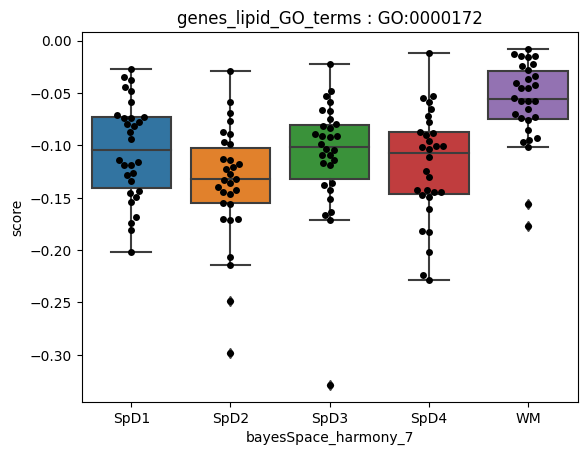 genes_lipid_GO_terms : GO:0000172
0.00
−0.05
−0.10
−0.15
−0.20
−0.25
−0.30
score
SpD1 SpD2 SpD3 SpD4 WM
bayesSpace_harmony_7